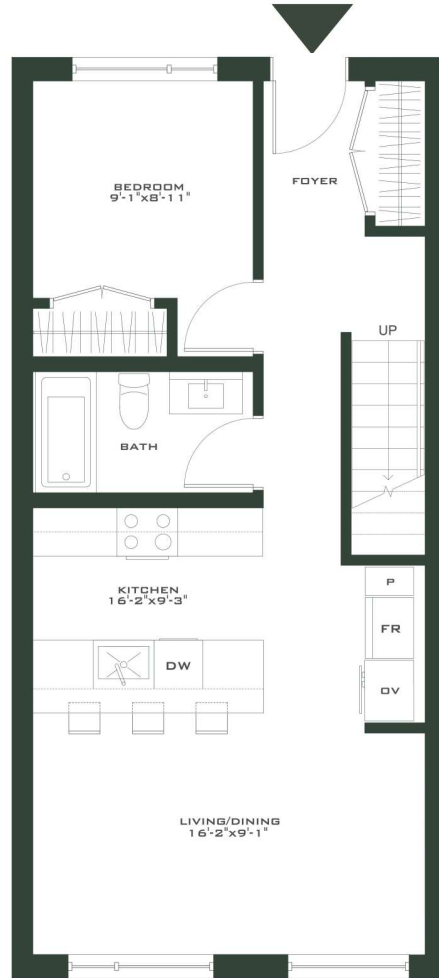 FOYER
BEDROOM
9'-1"x8'-11"
UP
BATH
KITCHEN
16'-2"x9'-3"
P
FR
DW
OV
LIVING/DINING
16'-2"x9'-1"